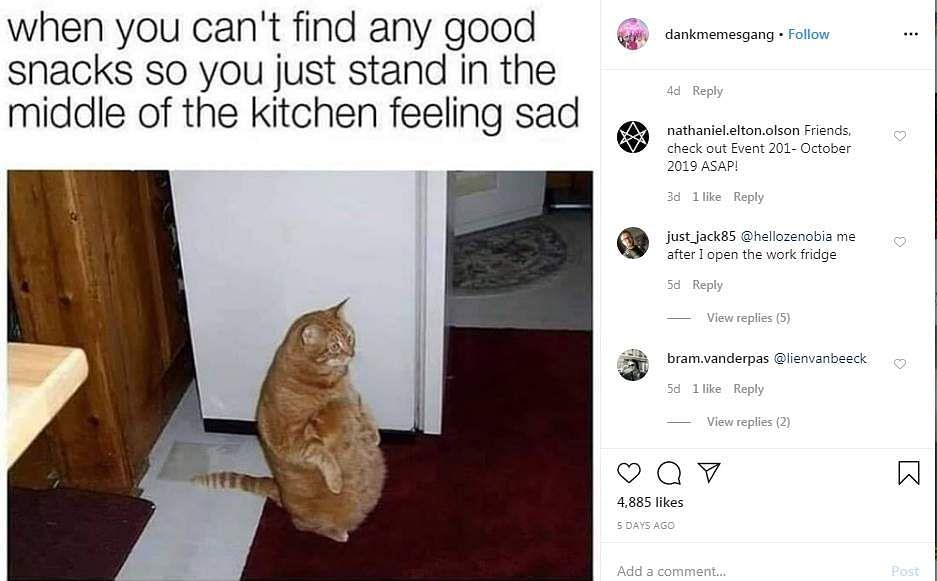 when you can't find any good
snacks so you just stand in the
middle of the kitchen feeling sad
dankmemesgang • Follow
4d Reply
nathaniel.elton.olson Friends,
check out Event 201- October
2019 ASAP!
3d 1 like Reply
just_jack85 @hellozenobia me
after I open the work fridge
5d Reply
View replies (5)
bram.vanderpas @lienvanbeeck
5d 1 like Reply
View replies (2)
4,885 likes
5 DAYS AGO
Add a comment... Post